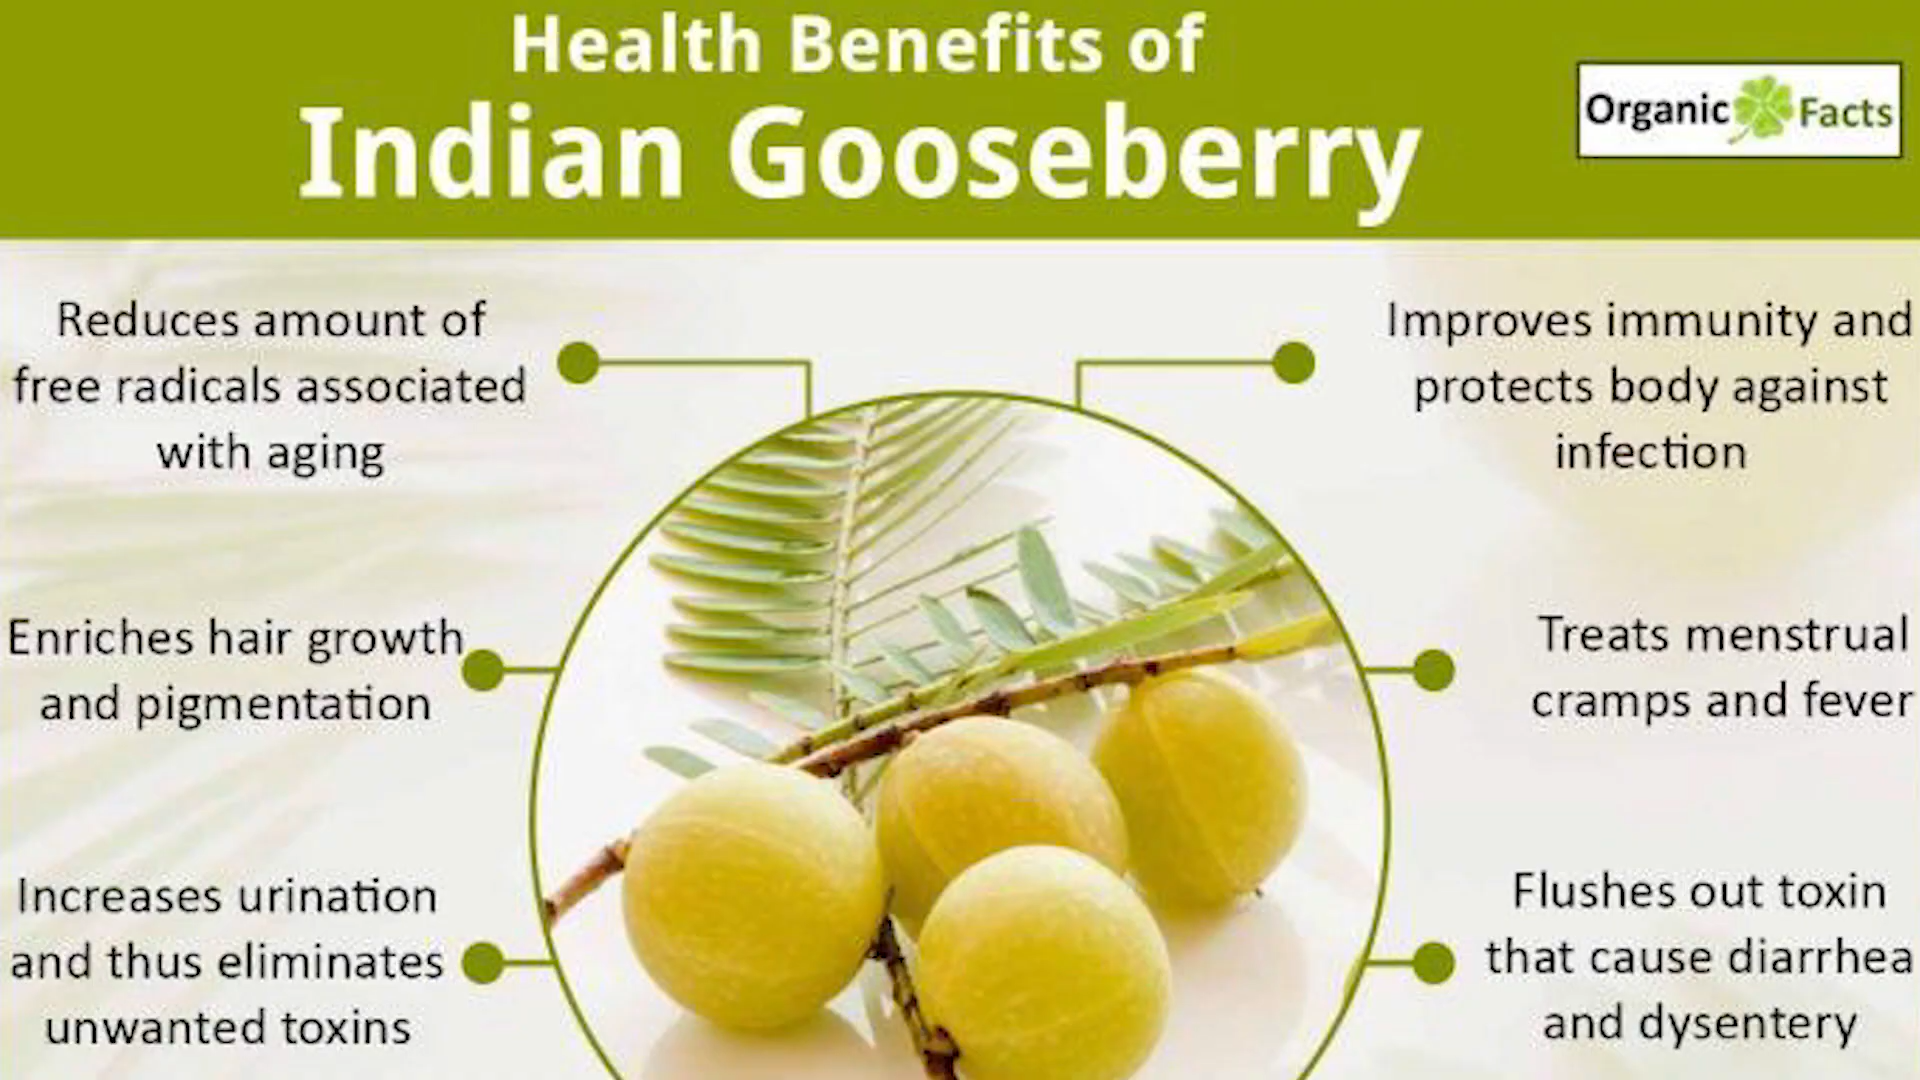 Health Benefits of
Indian Gooseberry
Organic Facts
Reduces amount of
free radicals associated
with aging
Improves immunity and
protects body against
infection
Enriches hair growth
and pigmentation
Treats menstrual
cramps and fever
Increases urination
and thus eliminates
unwanted toxins
Flushes out toxin
that cause diarrhea
and dysentery